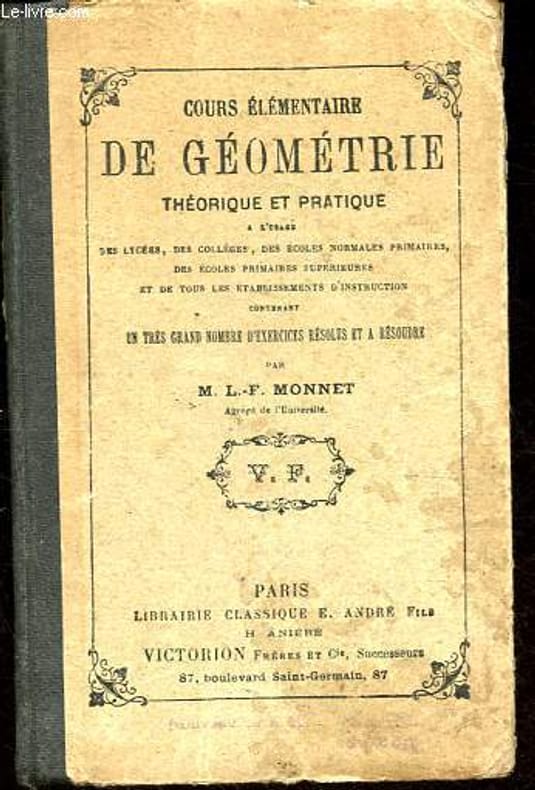 Le-livre.com
COURS ÉLÉMENTAIRE
DE GÉOMÉTRIE
THÉORIQUE ET PRATIQUE
A L'USAGE
DES LYCÉES, DES COLLÉGES, DES ÉCOLES NORMALES PRIMAIRES,
DES ÉCOLES PRIMAIRES SUPÉRIEURES
ET DE TOUS LES ÉTABLISSEMENTS D'INSTRUCTION
CONTENANT
UN TRÈS GRAND NOMBRE D'EXERCICES RÉSOLUS ET A RÉSOUDRE
PAR
M. L.-F. MONNET
Agrégé de l'Université.
V. F.
PARIS
LIBRAIRIE CLASSIQUE E. ANDRÉ FILS
H ANIERE
VICTORION FRÈRES ET Cie, Successeurs
87, boulevard Saint-Germain, 87